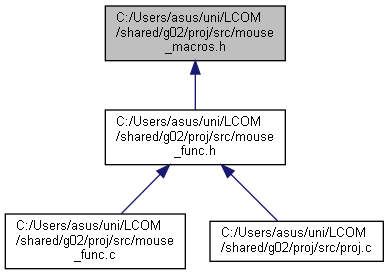 C:/Users/asus/uni/LCOM
/shared/g02/proj/src/mouse
_macros.h
C:/Users/asus/uni/LCOM
/shared/g02/proj/src/mouse
_func.h
C:/Users/asus/uni/LCOM
/shared/g02/proj/src/mouse
_func.c
C:/Users/asus/uni/LCOM
/shared/g02/proj/src/proj.c